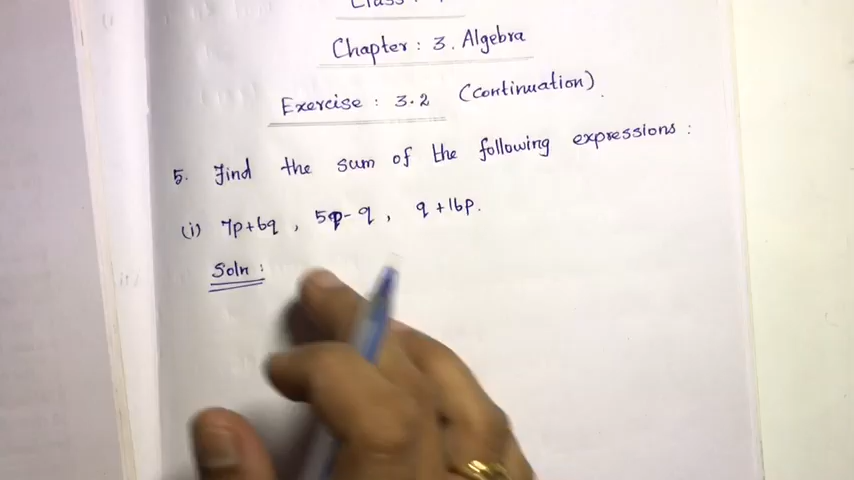 Chapter : 3. Algebra
Exercise : 3.2 (continuation)
5. Find the sum of the following expressions :
(i) 7p+6q , 5p-q , q+16p.
Soln :